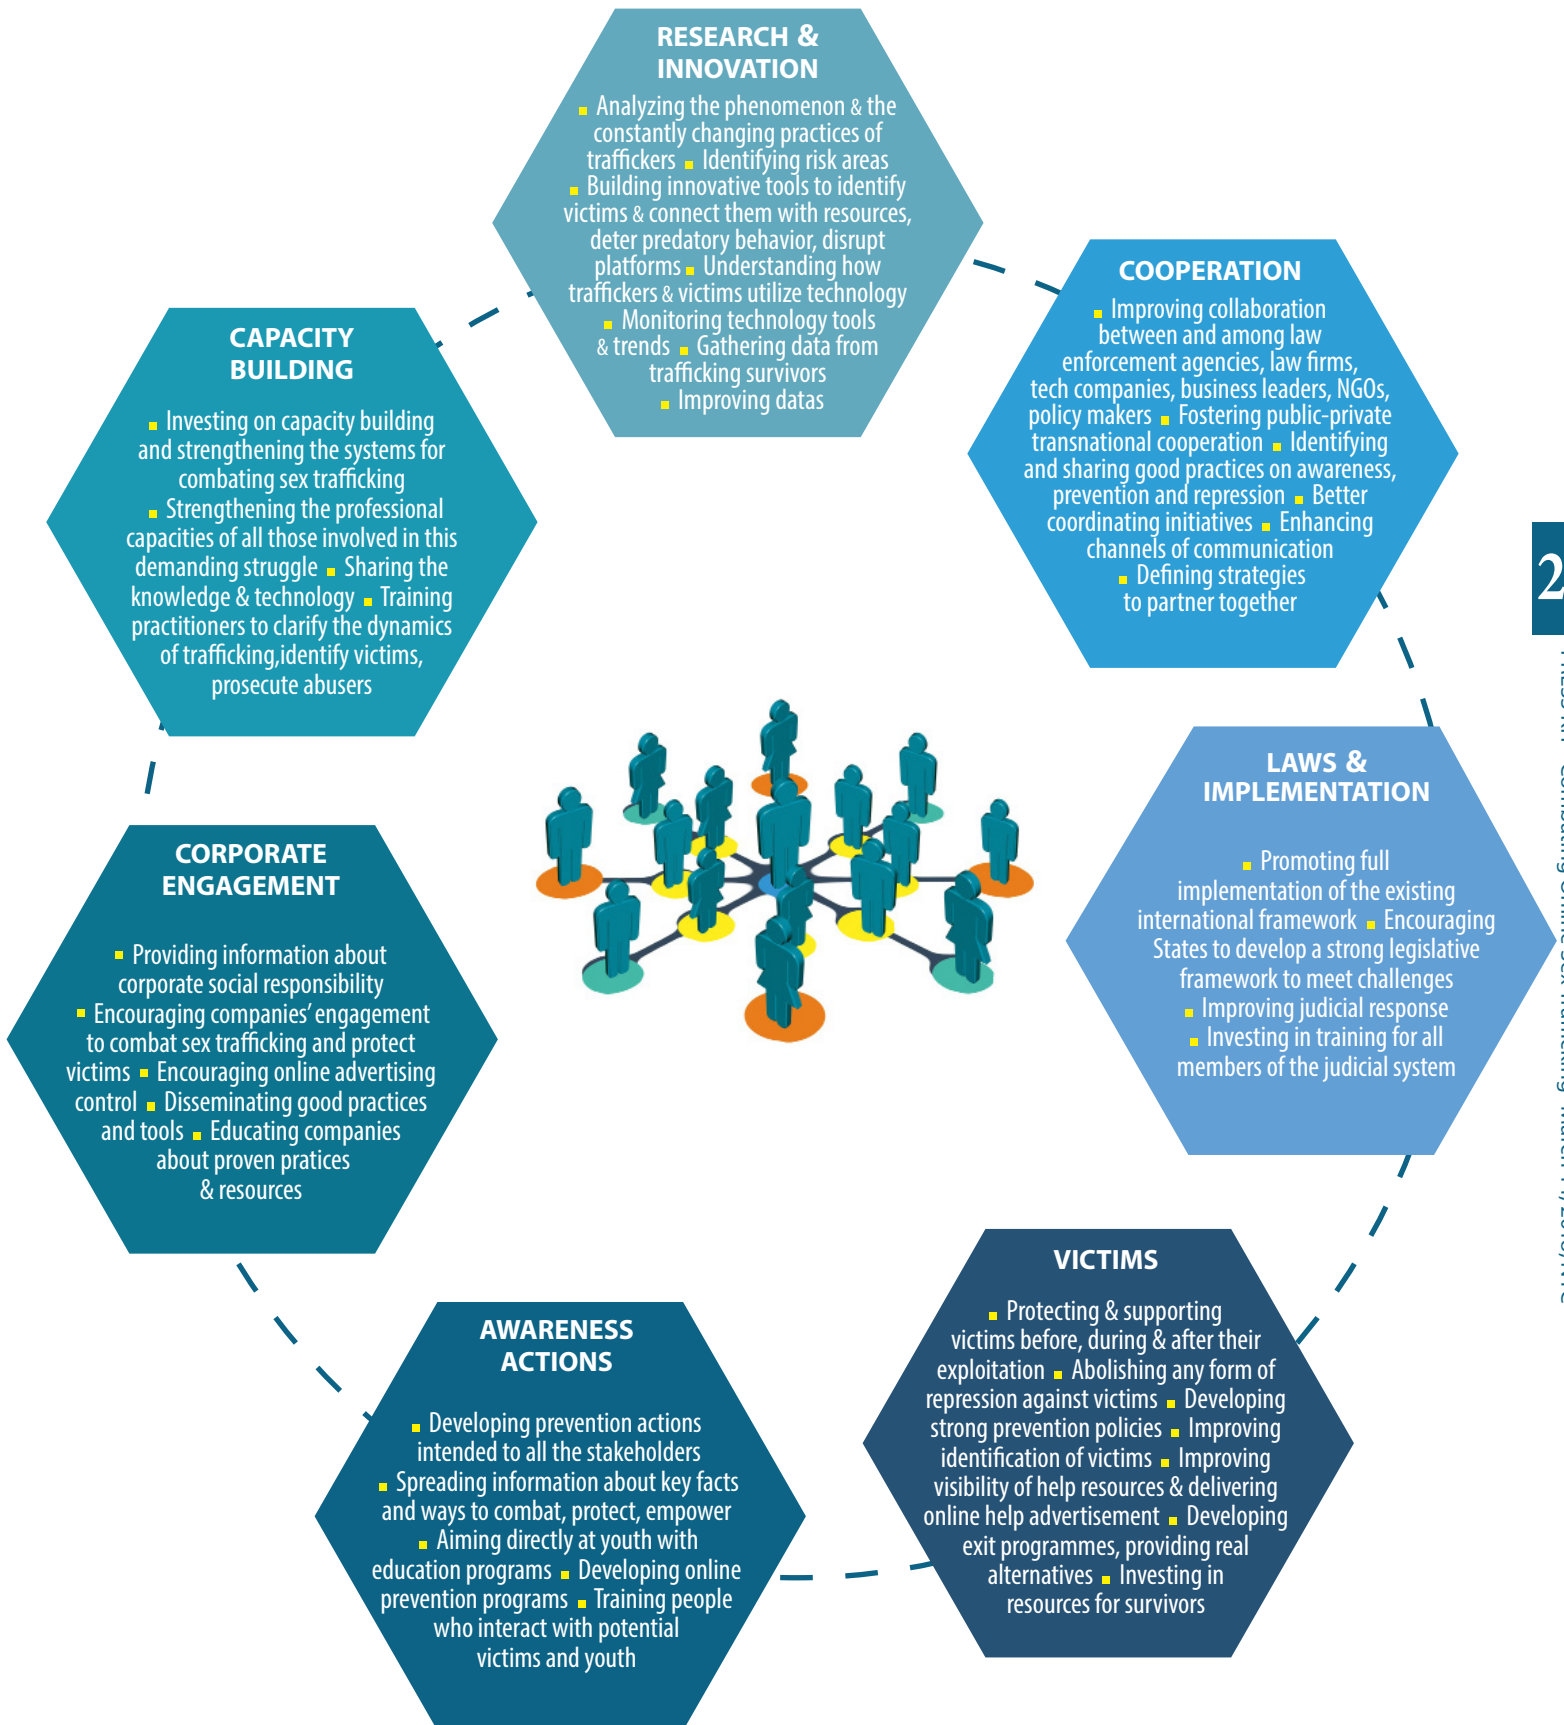 RESEARCH &
INNOVATION
▪ Analyzing the phenomenon & the
constantly changing practices of
traffickers ▪ Identifying risk areas
▪ Building innovative tools to identify
victims & connect them with resources,
deter predatory behavior, disrupt
platforms ▪ Understanding how
traffickers & victims utilize technology
▪ Monitoring technology tools
& trends ▪ Gathering data from
trafficking survivors
▪ Improving datas
COOPERATION
▪ Improving collaboration
between and among law
enforcement agencies, law firms,
tech companies, business leaders, NGOs,
policy makers ▪ Fostering public-private
transnational cooperation ▪ Identifying
and sharing good practices on awareness,
prevention and repression ▪ Better
coordinating initiatives ▪ Enhancing
channels of communication
▪ Defining strategies
to partner together
LAWS &
IMPLEMENTATION
▪ Promoting full
implementation of the existing
international framework ▪ Encouraging
States to develop a strong legislative
framework to meet challenges
▪ Improving judicial response
▪ Investing in training for all
members of the judicial system
VICTIMS
▪ Protecting & supporting
victims before, during & after their
exploitation ▪ Abolishing any form of
repression against victims ▪ Developing
strong prevention policies ▪ Improving
identification of victims ▪ Improving
visibility of help resources & delivering
online help advertisement ▪ Developing
exit programmes, providing real
alternatives ▪ Investing in
resources for survivors
AWARENESS
ACTIONS
▪ Developing prevention actions
intended to all the stakeholders
▪ Spreading information about key facts
and ways to combat, protect, empower
▪ Aiming directly at youth with
education programs ▪ Developing online
prevention programs ▪ Training people
who interact with potential
victims and youth
CORPORATE
ENGAGEMENT
▪ Providing information about
corporate social responsibility
▪ Encouraging companies' engagement
to combat sex trafficking and protect
victims ▪ Encouraging online advertising
control ▪ Disseminating good practices
and tools ▪ Educating companies
about proven pratices
& resources
CAPACITY
BUILDING
▪ Investing on capacity building
and strengthening the systems for
combating sex trafficking
▪ Strengthening the professional
capacities of all those involved in this
demanding struggle ▪ Sharing the
knowledge & technology ▪ Training
practitioners to clarify the dynamics
of trafficking,identify victims,
prosecute abusers
2